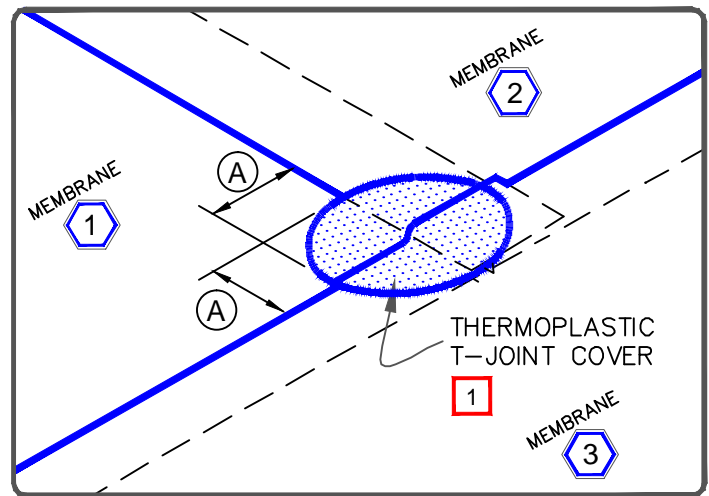 MEMBRANE
2
MEMBRANE
1
A
A
THERMOPLASTIC
T-JOINT COVER
1
MEMBRANE
3